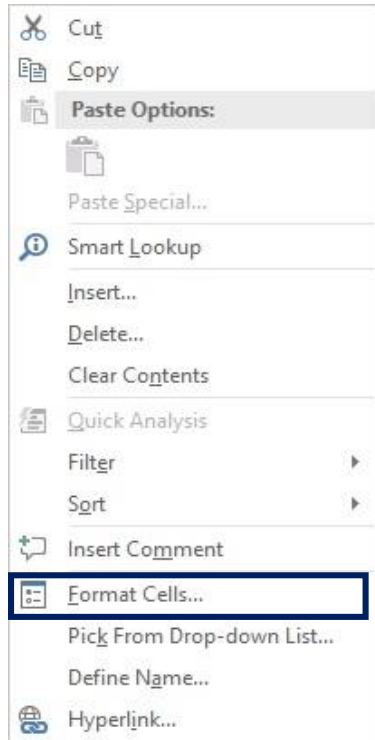 Cut
Copy
Paste Options:
Paste Special...
Smart Lookup
Insert...
Delete...
Clear Contents
Quick Analysis
Filter
Sort
Insert Comment
Format Cells...
Pick From Drop-down List...
Define Name...
Hyperlink...